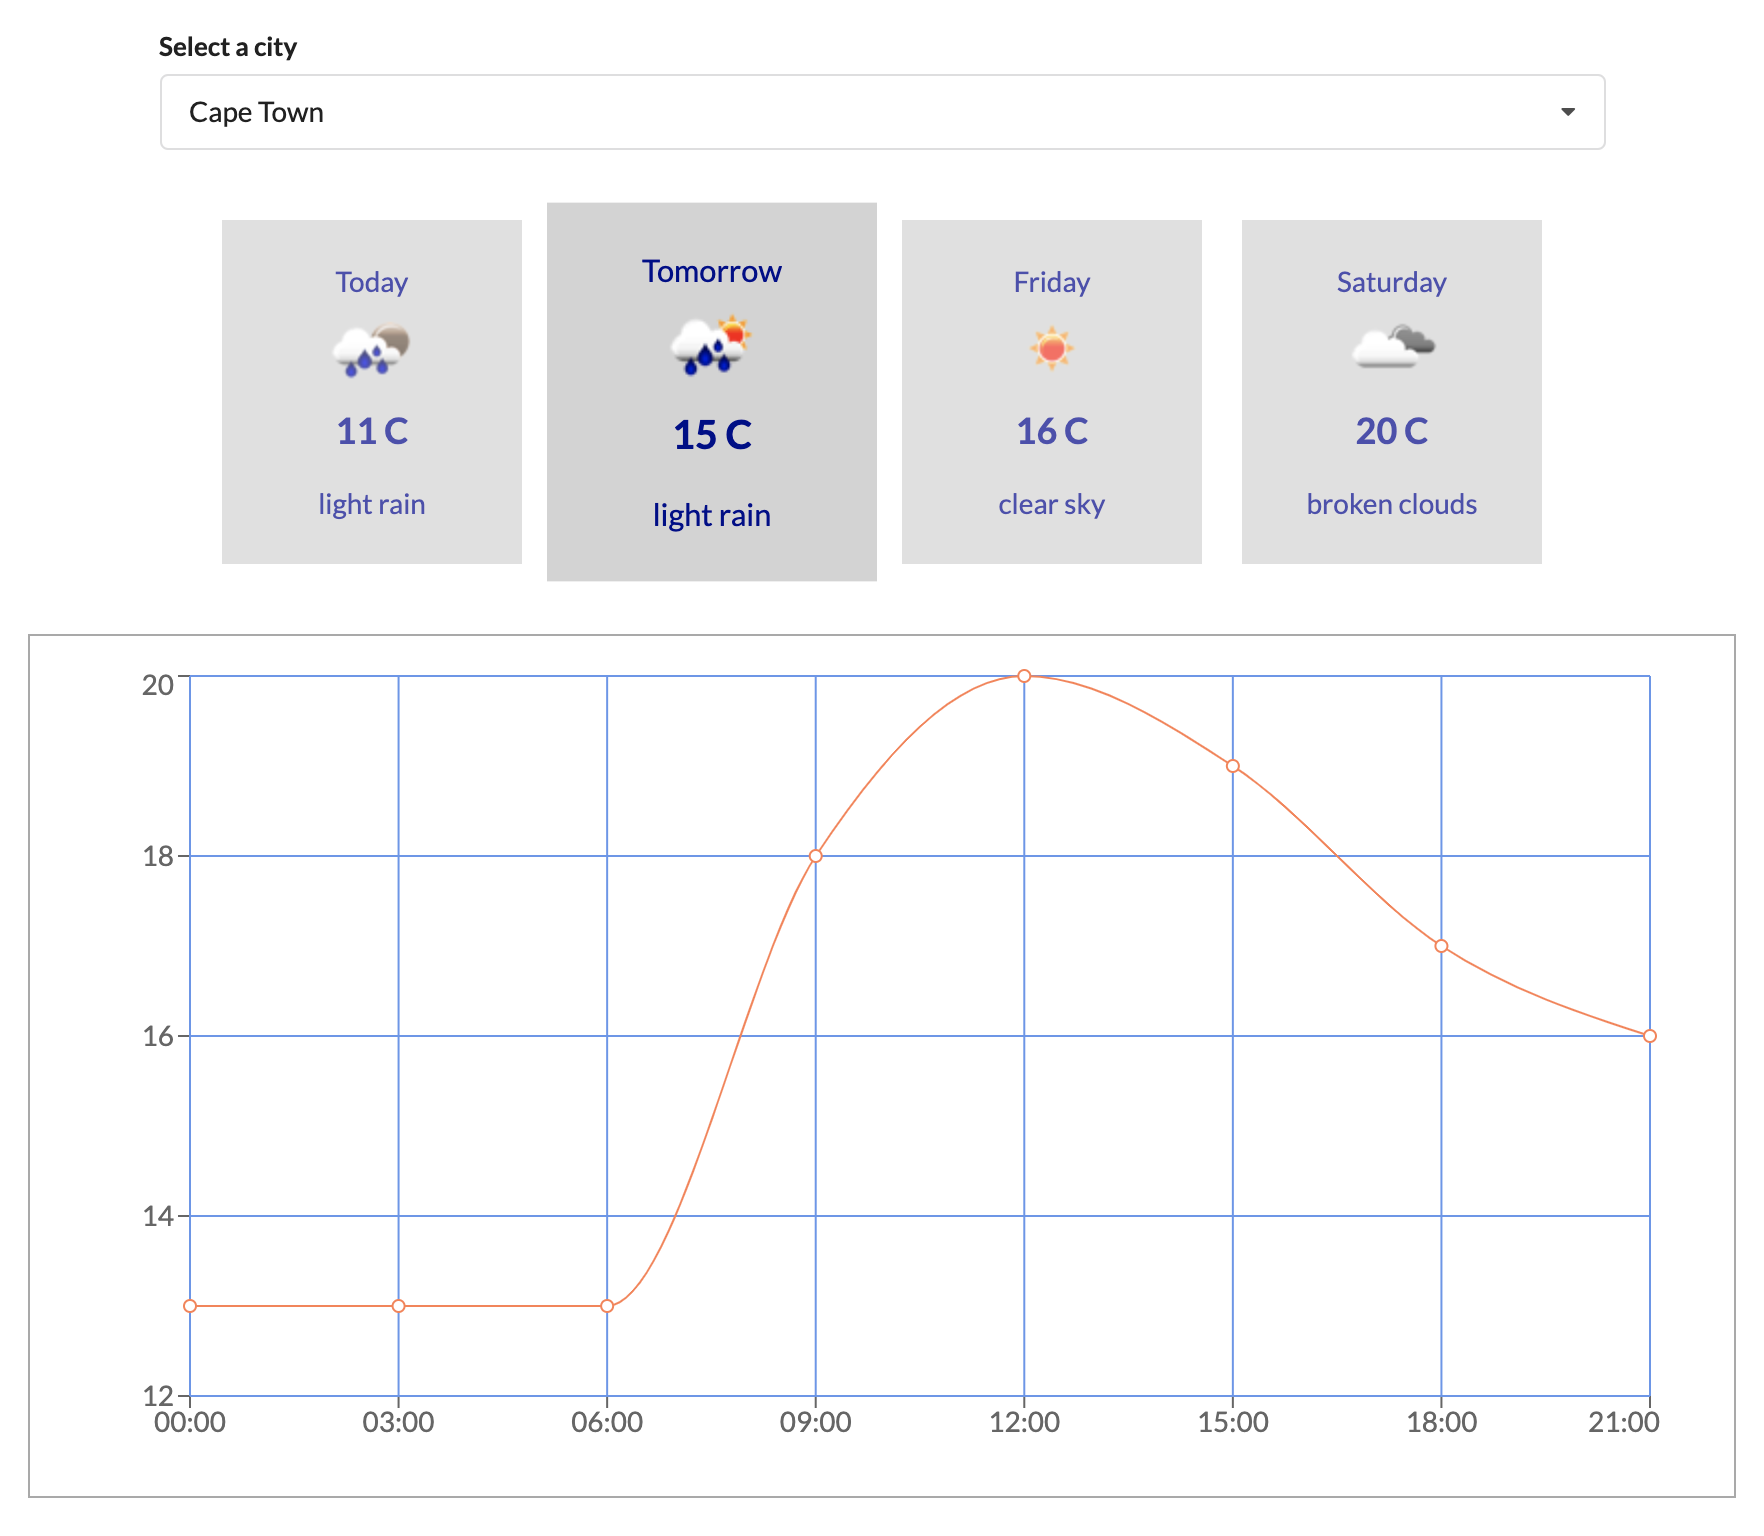 Select a city
Cape Town
Today
11 C
light rain
Tomorrow
15 C
light rain
Friday
16 C
clear sky
Saturday
20 C
broken clouds
20
18
16
14
12
00:00 03:00 06:00 09:00 12:00 15:00 18:00 21:00